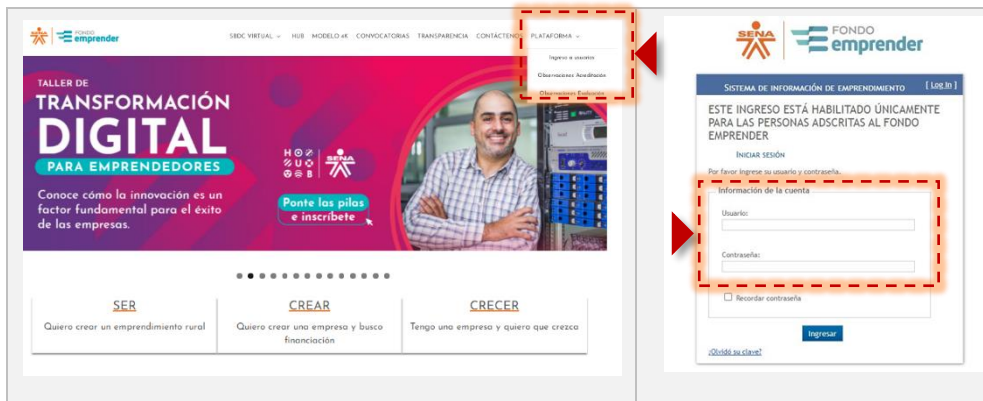 FONDO
emprender
SBDC VIRTUAL HUB MODELO 4K CONVOCATORIAS TRANSPARENCIA CONTÁCTENOS PLATAFORMA
Ingreso a usuarios
Observaciones Acreditación
Observaciones Evaluación
TALLER DE
TRANSFORMACIÓN
DIGITAL
PARA EMPRENDEDORES
Conoce cómo la innovación es un
factor fundamental para el éxito
de las empresas.
SENA
Ponte las pilas
e inscríbete
SER
Quiero crear un emprendimiento rural
CREAR
Quiero crear una empresa y busco
financiación
CRECER
Tengo una empresa y quiero que crezca
SENA
FONDO
emprender
SISTEMA DE INFORMACIÓN DE EMPRENDIMIENTO [ Log In ]
ESTE INGRESO ESTÁ HABILITADO ÚNICAMENTE
PARA LAS PERSONAS ADSCRITAS AL FONDO
EMPRENDER
INICIAR SESIÓN
Por favor ingrese su usuario y contraseña.
Información de la cuenta
Usuario:
Contraseña:
Recordar contraseña
Ingresar
¿Olvidó su clave?